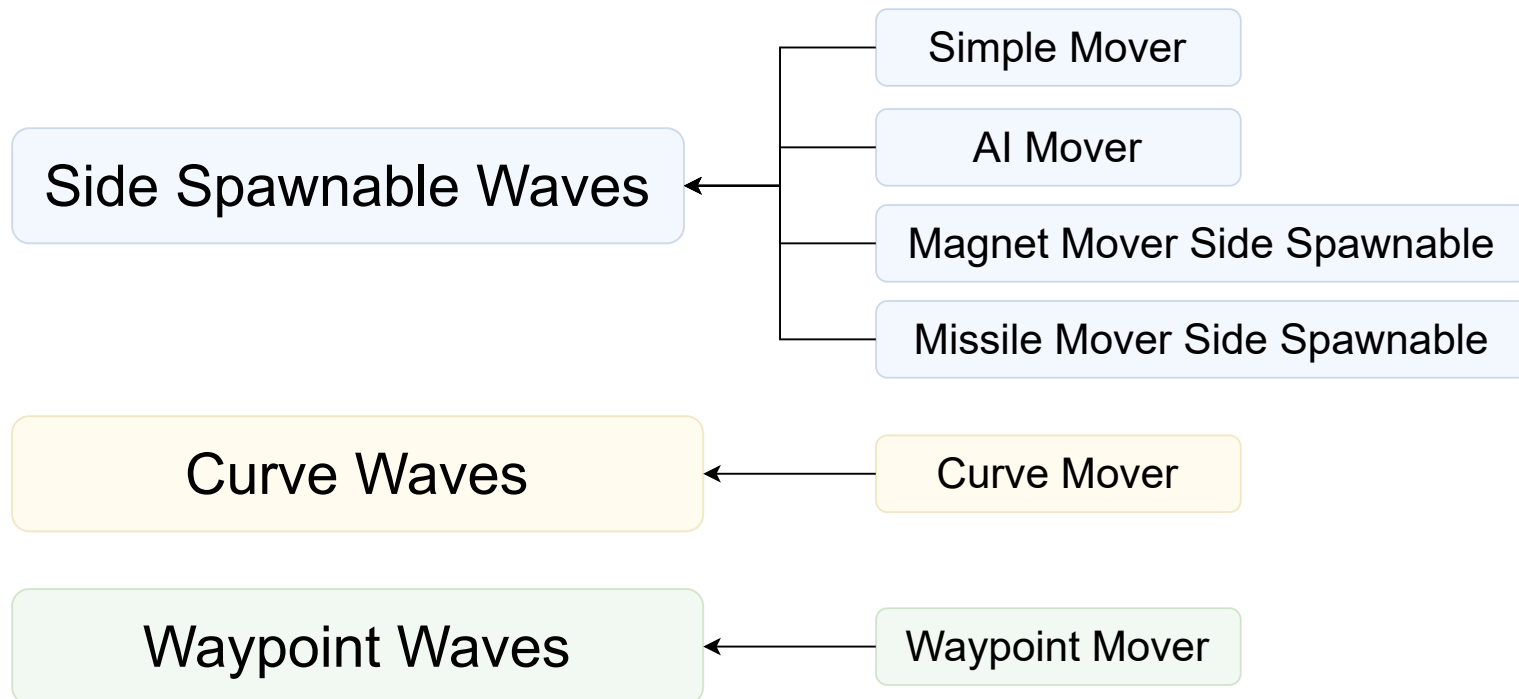 Simple Mover
AI Mover
Side Spawnable Waves
Magnet Mover Side Spawnable
Missile Mover Side Spawnable
Curve Waves
Curve Mover
Waypoint Waves
Waypoint Mover